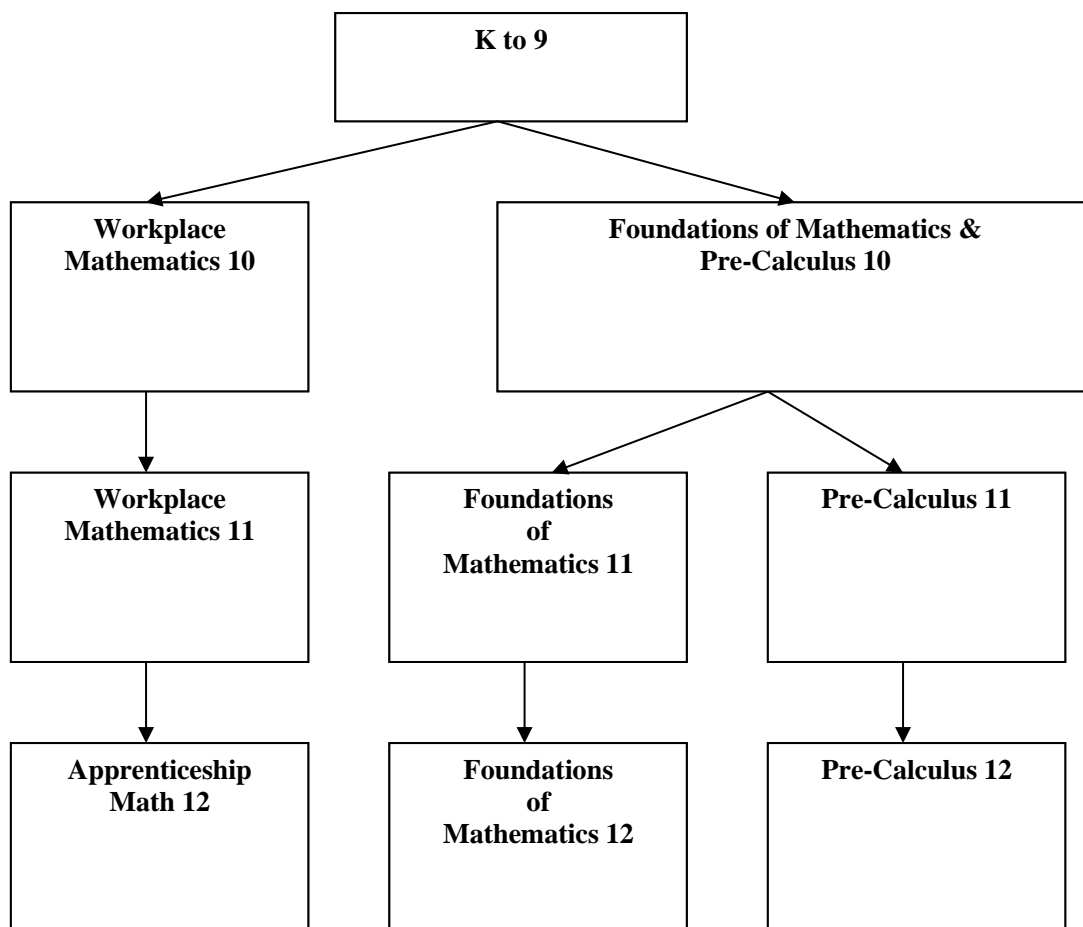 K to 9
Workplace
Mathematics 10
Foundations of Mathematics &
Pre-Calculus 10
Workplace
Mathematics 11
Foundations
of
Mathematics 11
Pre-Calculus 11
Apprenticeship
Math 12
Foundations
of
Mathematics 12
Pre-Calculus 12